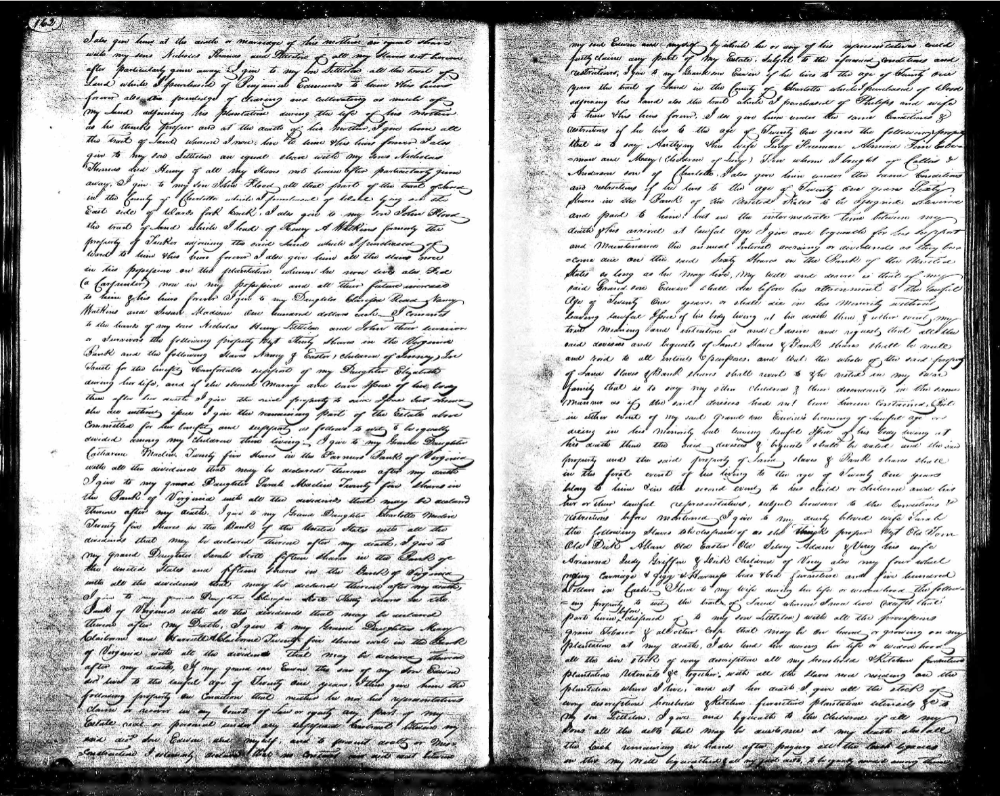 162
I also give him at the death or marriage of his mother an equal share
with my sons Nicholas Thomas and Littleton of all my Slaves not herein
after particularly given away. I give to my son Littleton all the tract of
Land which I purchased of Benjamin Edmunds to him & his heirs
forever also the priviledge of clearing and cultivating as much of
my Land adjoining his plantation during the life of his mother
as he thinks proper and at the death of his mother, I give him all
the tract of Land whereon I now live to him & his heirs forever I also
give to my son Littleton an equal share with my sons Nicholas
Thomas and Henry of all my Slaves not herein after particularly given
away. I give to my son John Flood all that part of the tract of Land
in the County of Charlotte which I purchased of Ward lying on the
East side of Wards fork Creek. I also give to my son John Flood
the tract of Land which I had of Henry A Watkins formerly the
property of Tucker adjoining the said Land which I purchased of
Ward to him & his heirs forever I also give him all the slaves now
in his possession on the plantation whereon he now lives also Ted
(a Carpenter) now in my possession and all their future increase
to him & his heirs forever I give to my Daughter Read Nancy
Watkins and Susan Madison One hundred dollars each. I commit
to the hands of my sons Nicholas Henry Littleton and John their survivor
or Survivors the following property Viz Thirty Shares in the Virginia
Bank and the following Slaves Nancy & Easter (children of ) In
Trust for the benefit & Comfortable support of my Daughter Elizabeth
during her life, and if she should Marry and leave Issue of her body
then after her death I give the said property to said Issue but should
she die without issue I give the remaining part of the Estate above
Committed for her benefit and support as follows to wit to be equally
divided among my children then living. I give to my Grand Daughter
Catharine Twenty five shares in the Farmers Bank of Virginia
with all the dividends that may be declared thereon after my death
I give to my grand Daughter Sarah Twenty five shares in
the Bank of Virginia with all the dividends that may be declared
thereon after my death. I give to my Grand Daughter Charlotte
Twenty five shares in the Bank of the United States with all the
dividends that may be declared thereon after my death. I give to
my grand Daughter Sarah Scott fifteen shares in the Bank of
the united States and fifteen Shares in the Bank of Virginia
with all the dividends that may be declared thereon after my death,
I give to my grand Daughter Thirty shares in the
Bank of Virginia with all the dividends that may be declared
thereon after my Death. I give to my Grand Daughters Mary
Claiborne and Harriett Claiborne Twenty five shares each in the Bank
of Virginia with all the dividends that may be declared thereon
after my death. If my grand son Edwin the son of my son Edwin
decd live to the lawful age of Twenty one years. I then give him the
following property on Condition that neither he nor his representatives
claim or recover in any Court of Law or equity any part of my
Estate real or personal under any supposed Contract between my
said decd son Edwin and myself and to prevent doubt or Mis=
=construction I solemnly declare that no Contract was made between
my said Edwin and myself by which he or any of his representatives could
justly claim any part of my Estate. Subject to the aforesaid conditions and
restrictions, I give to my Grandson Edwin if he lives to the age of twenty one
years the tract of Land in the County of Charlotte which I purchased of Wood
adjoining his land also the tract which I purchased of Philips and wife
to him & his heirs forever. I also give him under the same Conditions &
restrictions if he lives to the age of Twenty One years the following property
that is to say Anthony & his wife Lucy Freeman Almira
=man and Mary (Children of Lucy) Tom whom I bought of Collins &
Anderson son of Charlotte. I also give him under the same Conditions
and restrictions if he lives to the age of Twenty one years Sixty
Shares in the Bank of the United States to be assigned
and paid to him; but in the intermediate time between my
death & his arrival at lawful age I give and bequeath for his support
and Maintenance the annual Interest accruing or dividends as they be=
=come due on the said Sixty Shares in the Bank of the United
States so long as he may live, My will and desire is that if my
said Grand son Edwin shall die before his attainment to the lawful
Age of Twenty One years, or shall die in his Minority without
leaving lawful Issue of his body living at his death then & either event, my
true meaning and intention is and I desire and request, that all the
said devises and bequests of Land Slaves & Bank shares shall be null
and void to all intents & purposes. and that the whole of the said property
of Land Slaves & Bank shares shall revert to & be vested in my own
family that is to say my other children & their descendants in the same
Manner as if the said devises had not been herein contained. But
in either event of my said Grand son Edwin's becoming of lawful age or
dieing in his Minority but leaving lawful Issue of his body living at
his death then the said devises & bequests shall be valid and the said
property and the said property of Land, slaves & Bank shares shall
in the first event of his living to the age of Twenty One years
belong to him & in the second event, to his child or children and his
her or their lawful representatives, subject however to the Conditions &
restrictions before mentioned. I give to my dearly beloved wife Sarah
the following Slaves to be disposed of as she think proper Viz Old Tom
Old Dick Allan Old Easter Old Adam & Viney his wife
Arianna Judy Griffin & Dick Children of Viney also my four wheel
riding Carriage & Gigg & Harness beds & bed furniture and five hundred
Dollars in Cash. I lend to my wife during her life or widowhood the follow=
=ing property to wit the tract of Land whereon I now live (except that
before
part herein disposed of to my son Littleton) with all the provisions
grain Tobacco & all other Crop that may be On hand or growing on my
plantation at my death. I also lend her during her life or widowhood
all the live Stock of every description all my household & Kitchen furniture
plantation Utensils &c together with all the slaves now residing on the
plantation where I live, and at her death I give all the stock of
every description household & Kitchen furniture plantation utensils &c to
my son Littleton. I give and bequeath to the children of all my
Sons all the debts that may be due to me at my death also all
the Cash remaining on hand after paying all the Cash legacies
in this my Will bequeathed & all my just debts, to be equally among them